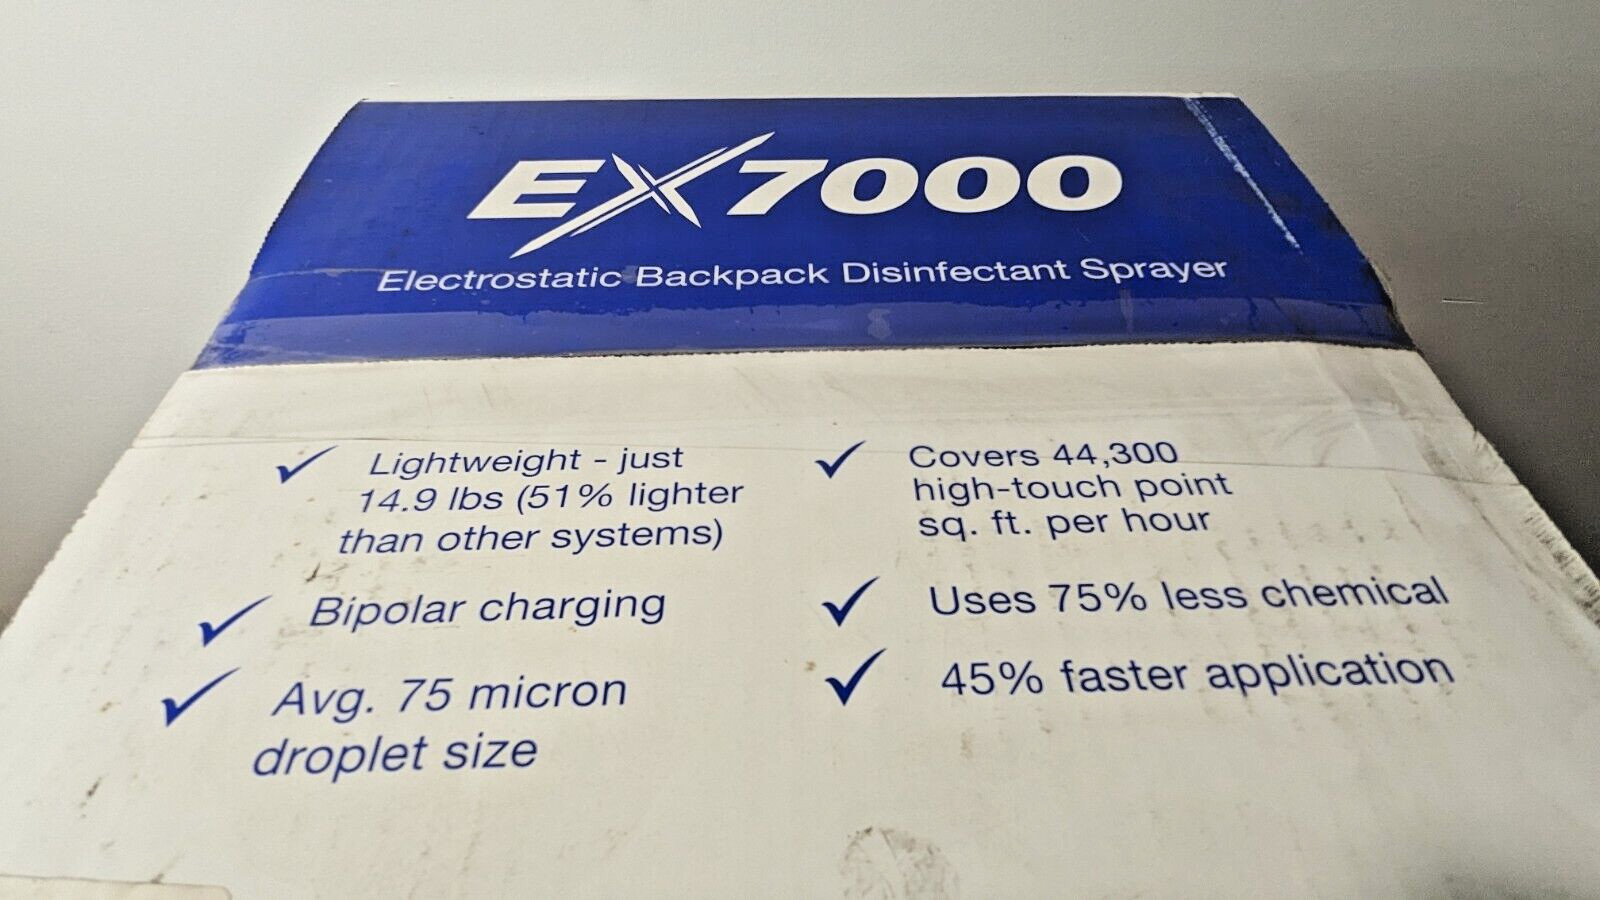 EX7000
Electrostatic Backpack Disinfectant Sprayer
Lightweight - just
14.9 lbs (51% lighter
than other systems)
Bipolar charging
Avg. 75 micron
droplet size
Covers 44,300
high-touch point
sq. ft. per hour
Uses 75% less chemical
45% faster application